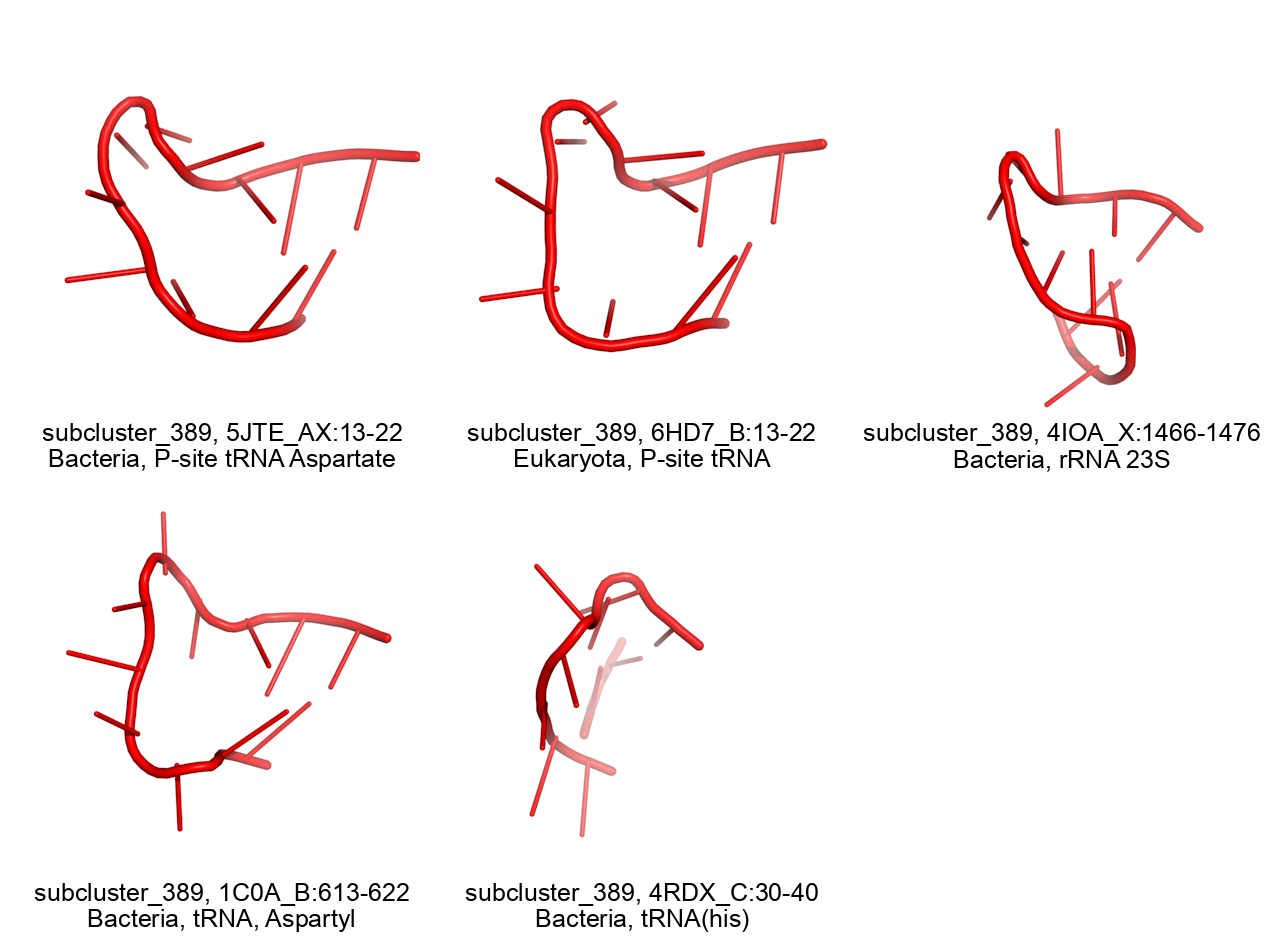 subcluster_389, 5JTE_AX:13-22
Bacteria, P-site tRNA Aspartate
subcluster_389, 6HD7_B:13-22
Eukaryota, P-site tRNA
subcluster_389, 4IOA_X:1466-1476
Bacteria, rRNA 23S
subcluster_389, 1C0A_B:613-622
Bacteria, tRNA, Aspartyl
subcluster_389, 4RDX_C:30-40
Bacteria, tRNA(his)